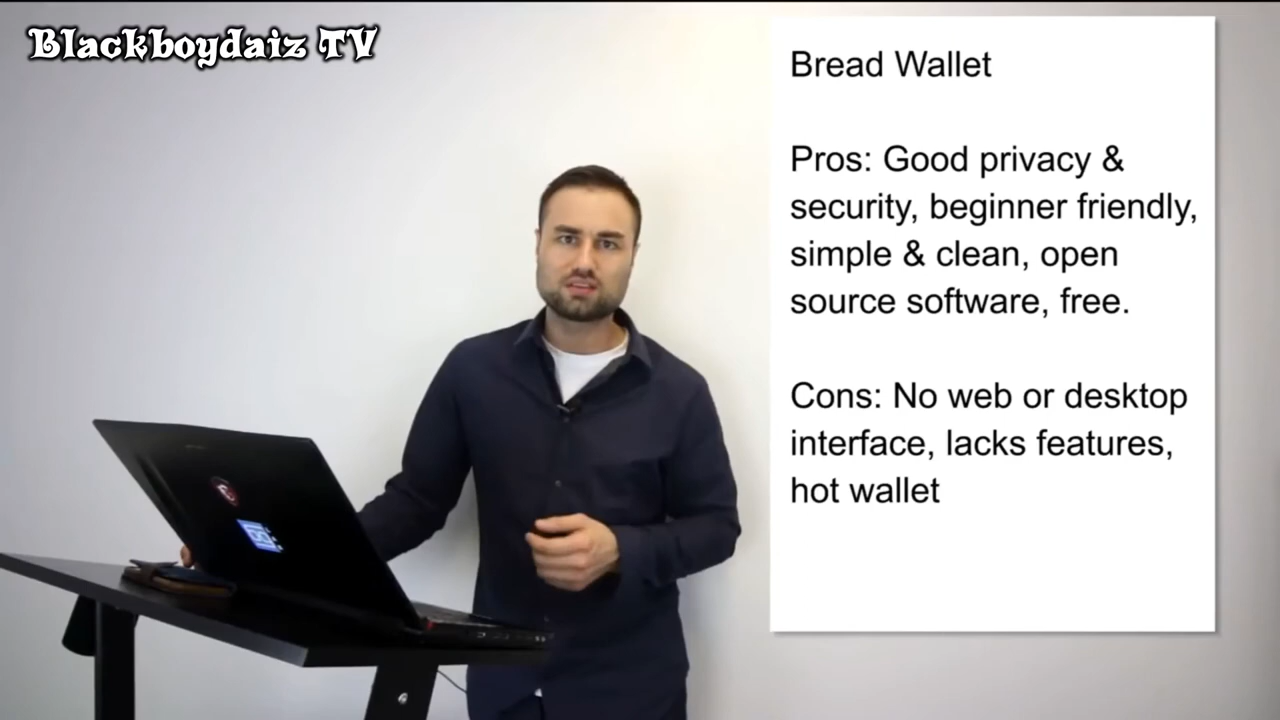 Blackboydaiz TV
Bread Wallet
Pros: Good privacy &
security, beginner friendly,
simple & clean, open
source software, free.
Cons: No web or desktop
interface, lacks features,
hot wallet